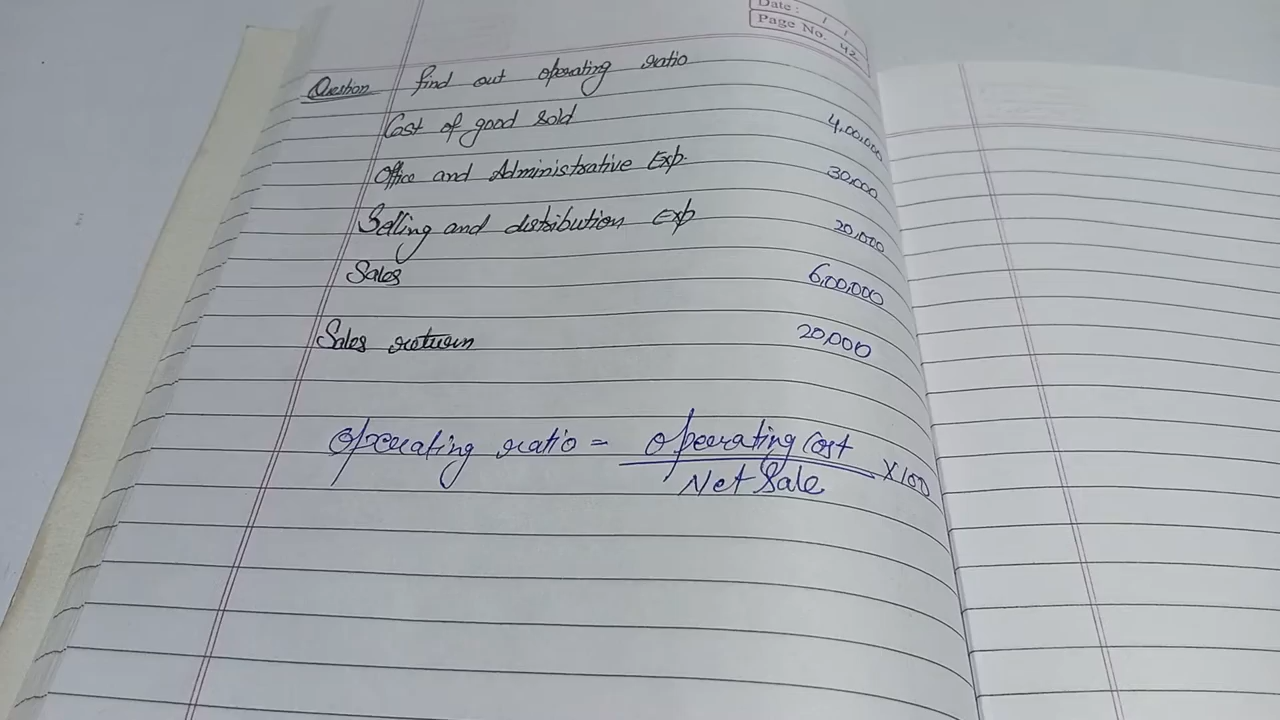 Date: / /
Page No. 42
Question find out operating ratio
Cost of good sold 4,00,000
Office and Administrative Exp. 30,000
Selling and distribution Exp 20,000
Sales 6,00,000
Sales return 20,000
Operating ratio = Operating Cost / Net Sale × 100